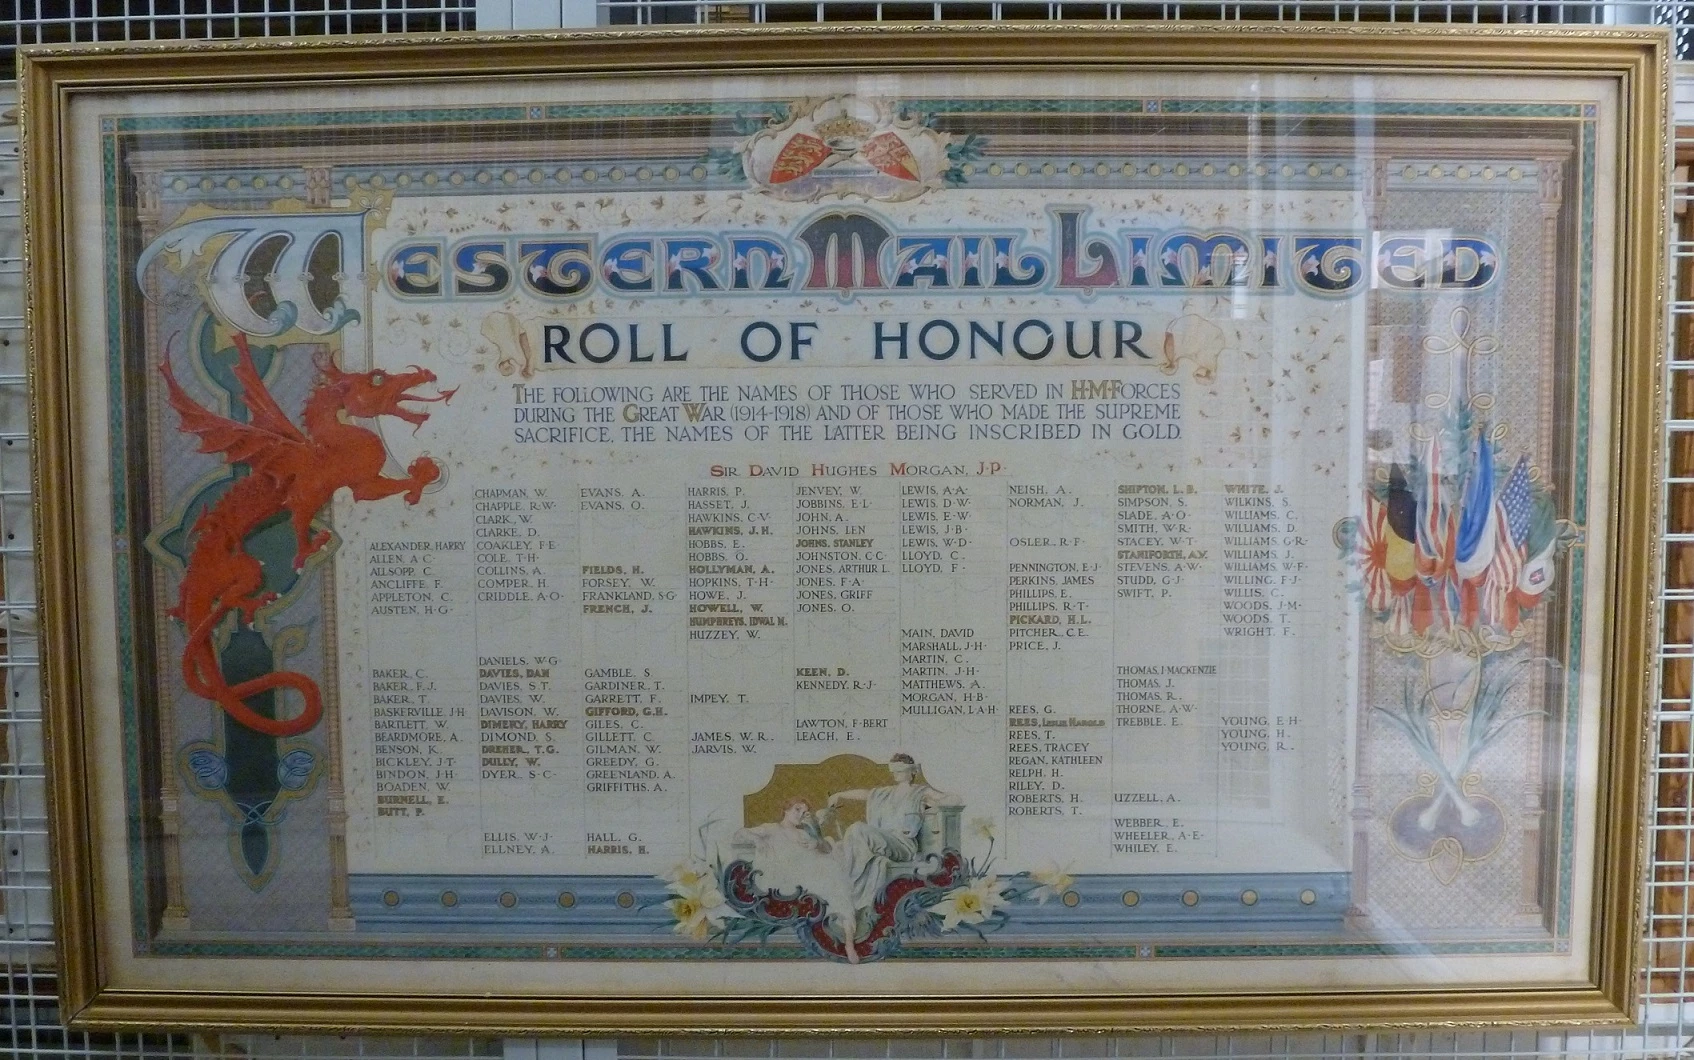 WESTERN MAIL LIMITED
ROLL OF HONOUR
THE FOLLOWING ARE THE NAMES OF THOSE WHO SERVED IN H·M·FORCES
DURING THE GREAT WAR (1914-1918) AND OF THOSE WHO MADE THE SUPREME
SACRIFICE, THE NAMES OF THE LATTER BEING INSCRIBED IN GOLD.
SIR DAVID HUGHES MORGAN, J·P·
ALEXANDER, HARRY
ALLEN, A·C·
ALLSOPP, C.
ANCLIFFE, F.
APPLETON, C.
AUSTEN, H·G·
BAKER, C.
BAKER, F.J.
BAKER, T.
BASKERVILLE, J·H·
BARTLETT, W.
BEARDMORE, A.
BENSON, K.
BICKLEY, J·T·
BINDON, J·H·
BOADEN, W.
BURNELL, E.
BUTT, P.
CHAPMAN, W.
CHAPPLE, R·W·
CLARK, W.
CLARKE, D.
COAKLEY, F·E·
COLE, T·H·
COLLINS, A.
COMPER, H.
CRIDDLE, A·O·
DANIELS, W·G·
DAVIES, DAN
DAVIES, S·T.
DAVIES, W.
DAVISON, W.
DIMERY, HARRY
DIMOND, S.
DREHER, T.G.
DULLY, W.
DYER, S·C·
ELLIS, W·J·
ELLNEY, A.
EVANS, A.
EVANS, O.
FIELDS, H.
FORSEY, W.
FRANKLAND, S·G·
FRENCH, J.
GAMBLE, S
GARDINER, T.
GARRETT, F.
GIFFORD, G.H.
GILES, C.
GILLETT, C.
GILMAN, W.
GREEDY, G.
GREENLAND, A.
GRIFFITHS, A.
HALL, G.
HARRIS, H.
HARRIS, P.
HASSET, J.
HAWKINS, C·V·
HAWKINS, J.H.
HOBBS, E.
HOBBS, O.
HOLLYMAN, A.
HOPKINS, T·H·
HOWE, J.
HOWELL, W.
HUMPHREYS, IDWAL H.
HUZZEY, W.
IMPEY, T.
JAMES, W.R.
JARVIS, W.
JENVEY, W.
JOBBINS, E·L·
JOHN, A.
JOHNS, LEN
JOHNS, STANLEY
JOHNSTON, C·C·
JONES, ARTHUR L.
JONES, F·A·
JONES, GRIFF
JONES, O.
KEEN, D.
KENNEDY, R·J·
LAWTON, F·BERT
LEACH, E.
LEWIS, A·A·
LEWIS, D·W·
LEWIS, E·W·
LEWIS, J·B·
LEWIS, W·D·
LLOYD, C.
LLOYD, F·
MAIN, DAVID
MARSHALL, J·H·
MARTIN, C.
MARTIN, J·H·
MATTHEWS, A.
MORGAN, H·B·
MULLIGAN, J·A·H·
NEISH, A.
NORMAN, J.
OSLER, R·F·
PENNINGTON, E·J·
PERKINS, JAMES
PHILLIPS, E.
PHILLIPS, R·T·
PICKARD, H.L.
PITCHER, C.E.
PRICE, J.
REES, G.
REES, LESLIE HAROLD
REES, T.
REES, TRACEY
REGAN, KATHLEEN
RELPH, H.
RILEY, D.
ROBERTS, H.
ROBERTS, T.
SHIPTON, L.B.
SIMPSON, S.
SLADE, A·O·
SMITH, W·R·
STACEY, W·T·
STANIFORTH, A.V.
STEVENS, A·W·
STUDD, G·J·
SWIFT, P.
THOMAS, J·MACKENZIE
THOMAS, J.
THOMAS, R.
THORNE, A·W·
TREBBLE, E.
UZZELL, A.
WEBBER, E.
WHEELER, A·E·
WHILEY, E.
WHITE, J.
WILKINS, S.
WILLIAMS, C.
WILLIAMS, D.
WILLIAMS, G·R·
WILLIAMS, J.
WILLIAMS, W·F·
WILLING, F·J·
WILLIS, C.
WOODS, J·M·
WOODS, T.
WRIGHT, F.
YOUNG, E·H·
YOUNG, H.
YOUNG, R.